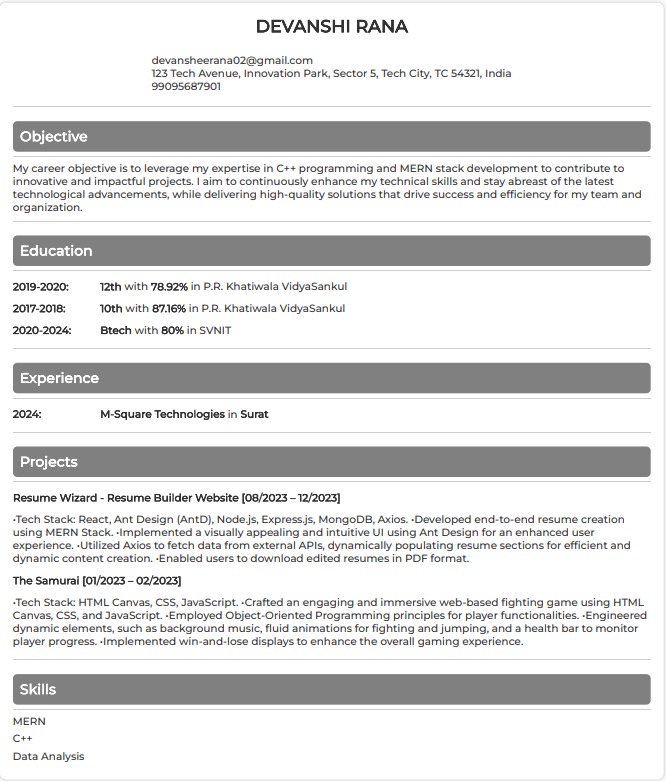 DEVANSHI RANA
devansheerana02@gmail.com
123 Tech Avenue, Innovation Park, Sector 5, Tech City, TC 54321, India
99095687901
Objective
My career objective is to leverage my expertise in C++ programming and MERN stack development to contribute to
innovative and impactful projects. I aim to continuously enhance my technical skills and stay abreast of the latest
technological advancements, while delivering high-quality solutions that drive success and efficiency for my team and
organization.
Education
2019-2020: 12th with 78.92% in P.R. Khatiwala VidyaSankul
2017-2018: 10th with 87.16% in P.R. Khatiwala VidyaSankul
2020-2024: Btech with 80% in SVNIT
Experience
2024: M-Square Technologies in Surat
Projects
Resume Wizard - Resume Builder Website [08/2023 – 12/2023]
•Tech Stack: React, Ant Design (AntD), Node.js, Express.js, MongoDB, Axios. •Developed end-to-end resume creation
using MERN Stack. •Implemented a visually appealing and intuitive UI using Ant Design for an enhanced user
experience. •Utilized Axios to fetch data from external APIs, dynamically populating resume sections for efficient and
dynamic content creation. •Enabled users to download edited resumes in PDF format.
The Samurai [01/2023 – 02/2023]
•Tech Stack: HTML Canvas, CSS, JavaScript. •Crafted an engaging and immersive web-based fighting game using HTML
Canvas, CSS, and JavaScript. •Employed Object-Oriented Programming principles for player functionalities. •Engineered
dynamic elements, such as background music, fluid animations for fighting and jumping, and a health bar to monitor
player progress. •Implemented win-and-lose displays to enhance the overall gaming experience.
Skills
MERN
C++
Data Analysis